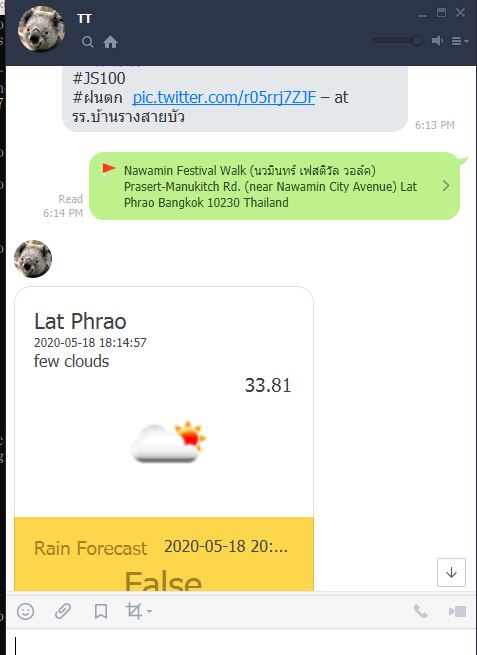 TT
#JS100
#ฝนตก pic.twitter.com/r05rrj7ZJF – at
รร.บ้านรางสายบัว
6:13 PM
Nawamin Festival Walk (นวมินทร์ เฟสติวัล วอล์ค)
Prasert-Manukitch Rd. (near Nawamin City Avenue) Lat
Phrao Bangkok 10230 Thailand
Read
6:14 PM
Lat Phrao
2020-05-18 18:14:57
few clouds
33.81
Rain Forecast 2020-05-18 20:...
False